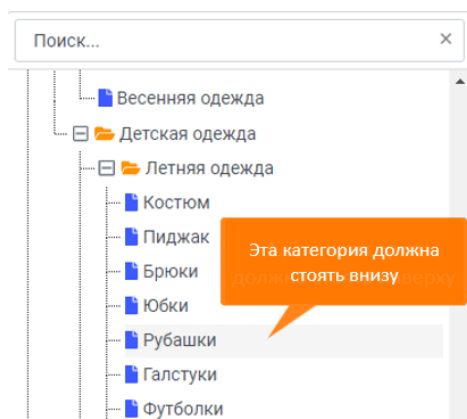 Поиск...
Весенняя одежда
Детская одежда
Летняя одежда
Костюм
Пиджак
Эта категория должна
стоять внизу
Брюки
Юбки
Рубашки
Галстуки
Футболки